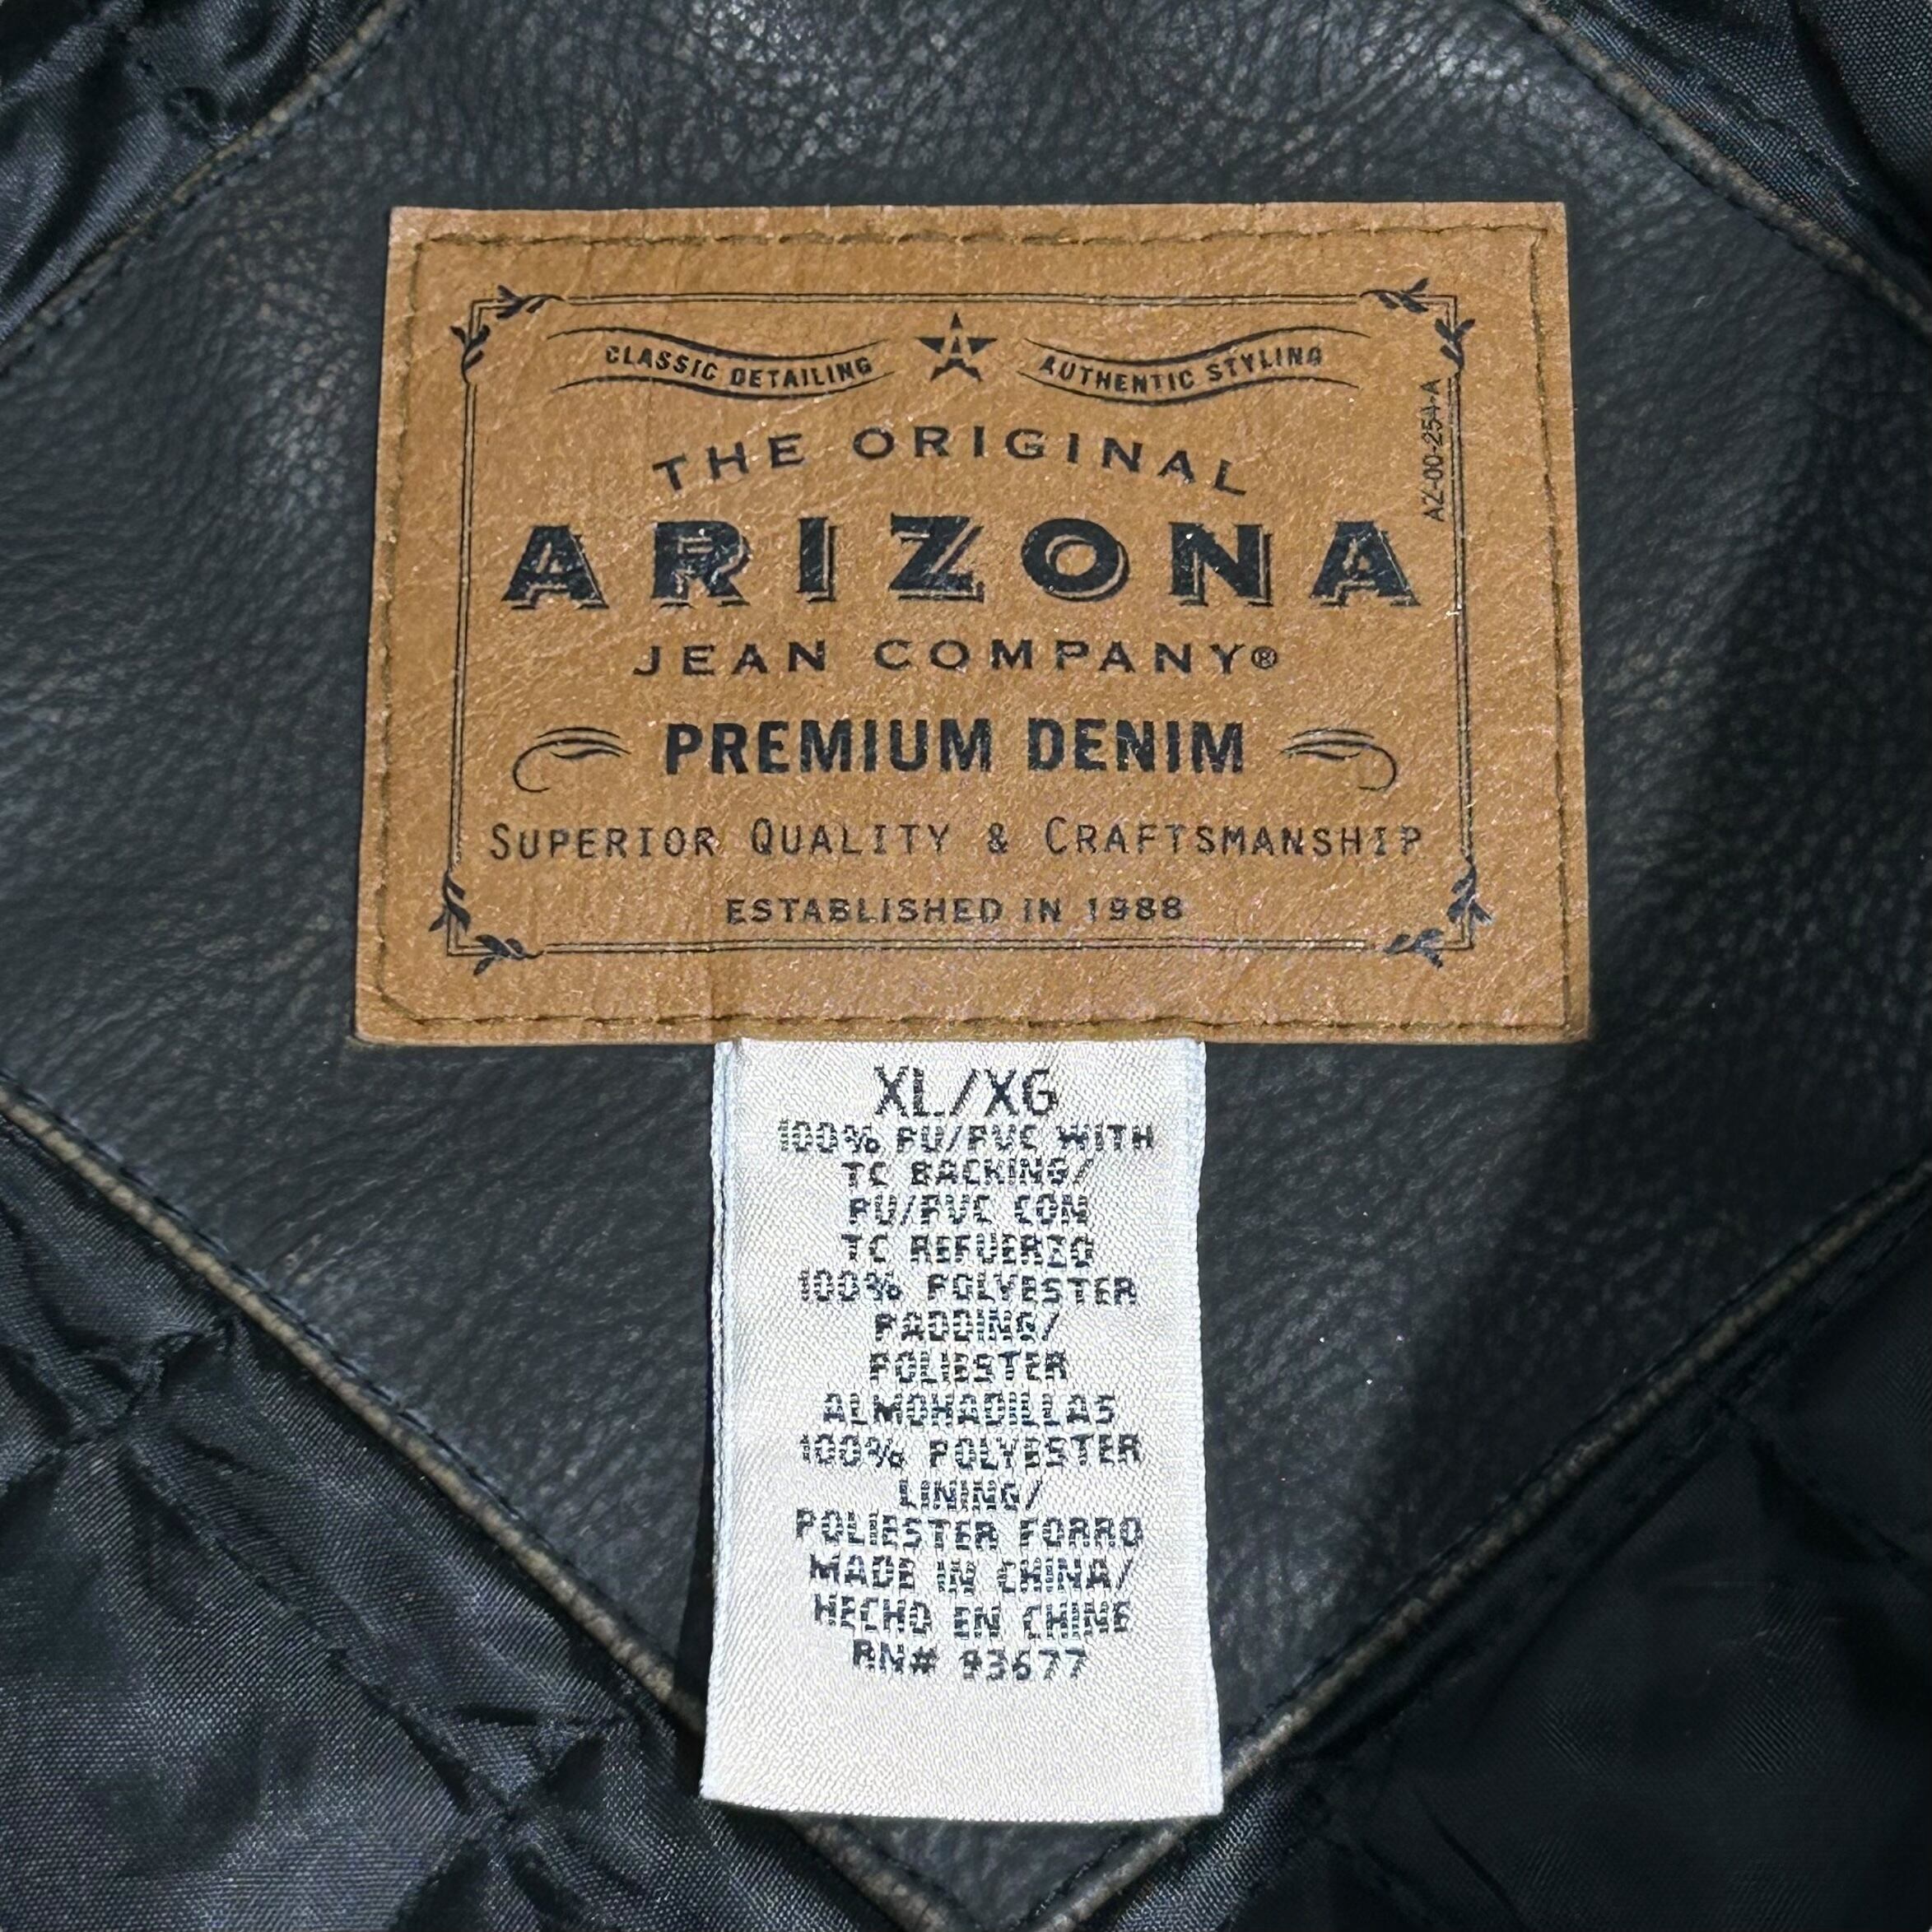 CLASSIC DETAILING A AUTHENTIC STYLING
AZ-00-254-A
THE ORIGINAL
ARIZONA
JEAN COMPANY®
PREMIUM DENIM
SUPERIOR QUALITY & CRAFTSMANSHIP
ESTABLISHED IN 1988
XL/XG
100% PU/PVC WITH
TC BACKING/
PU/PVC CON
TC REFUERZO
100% POLYESTER
PADDING/
POLIESTER
ALMOHADILLAS
100% POLYESTER
LINING/
POLIESTER FORRO
MADE IN CHINA/
HECHO EN CHINE
RN# 93677